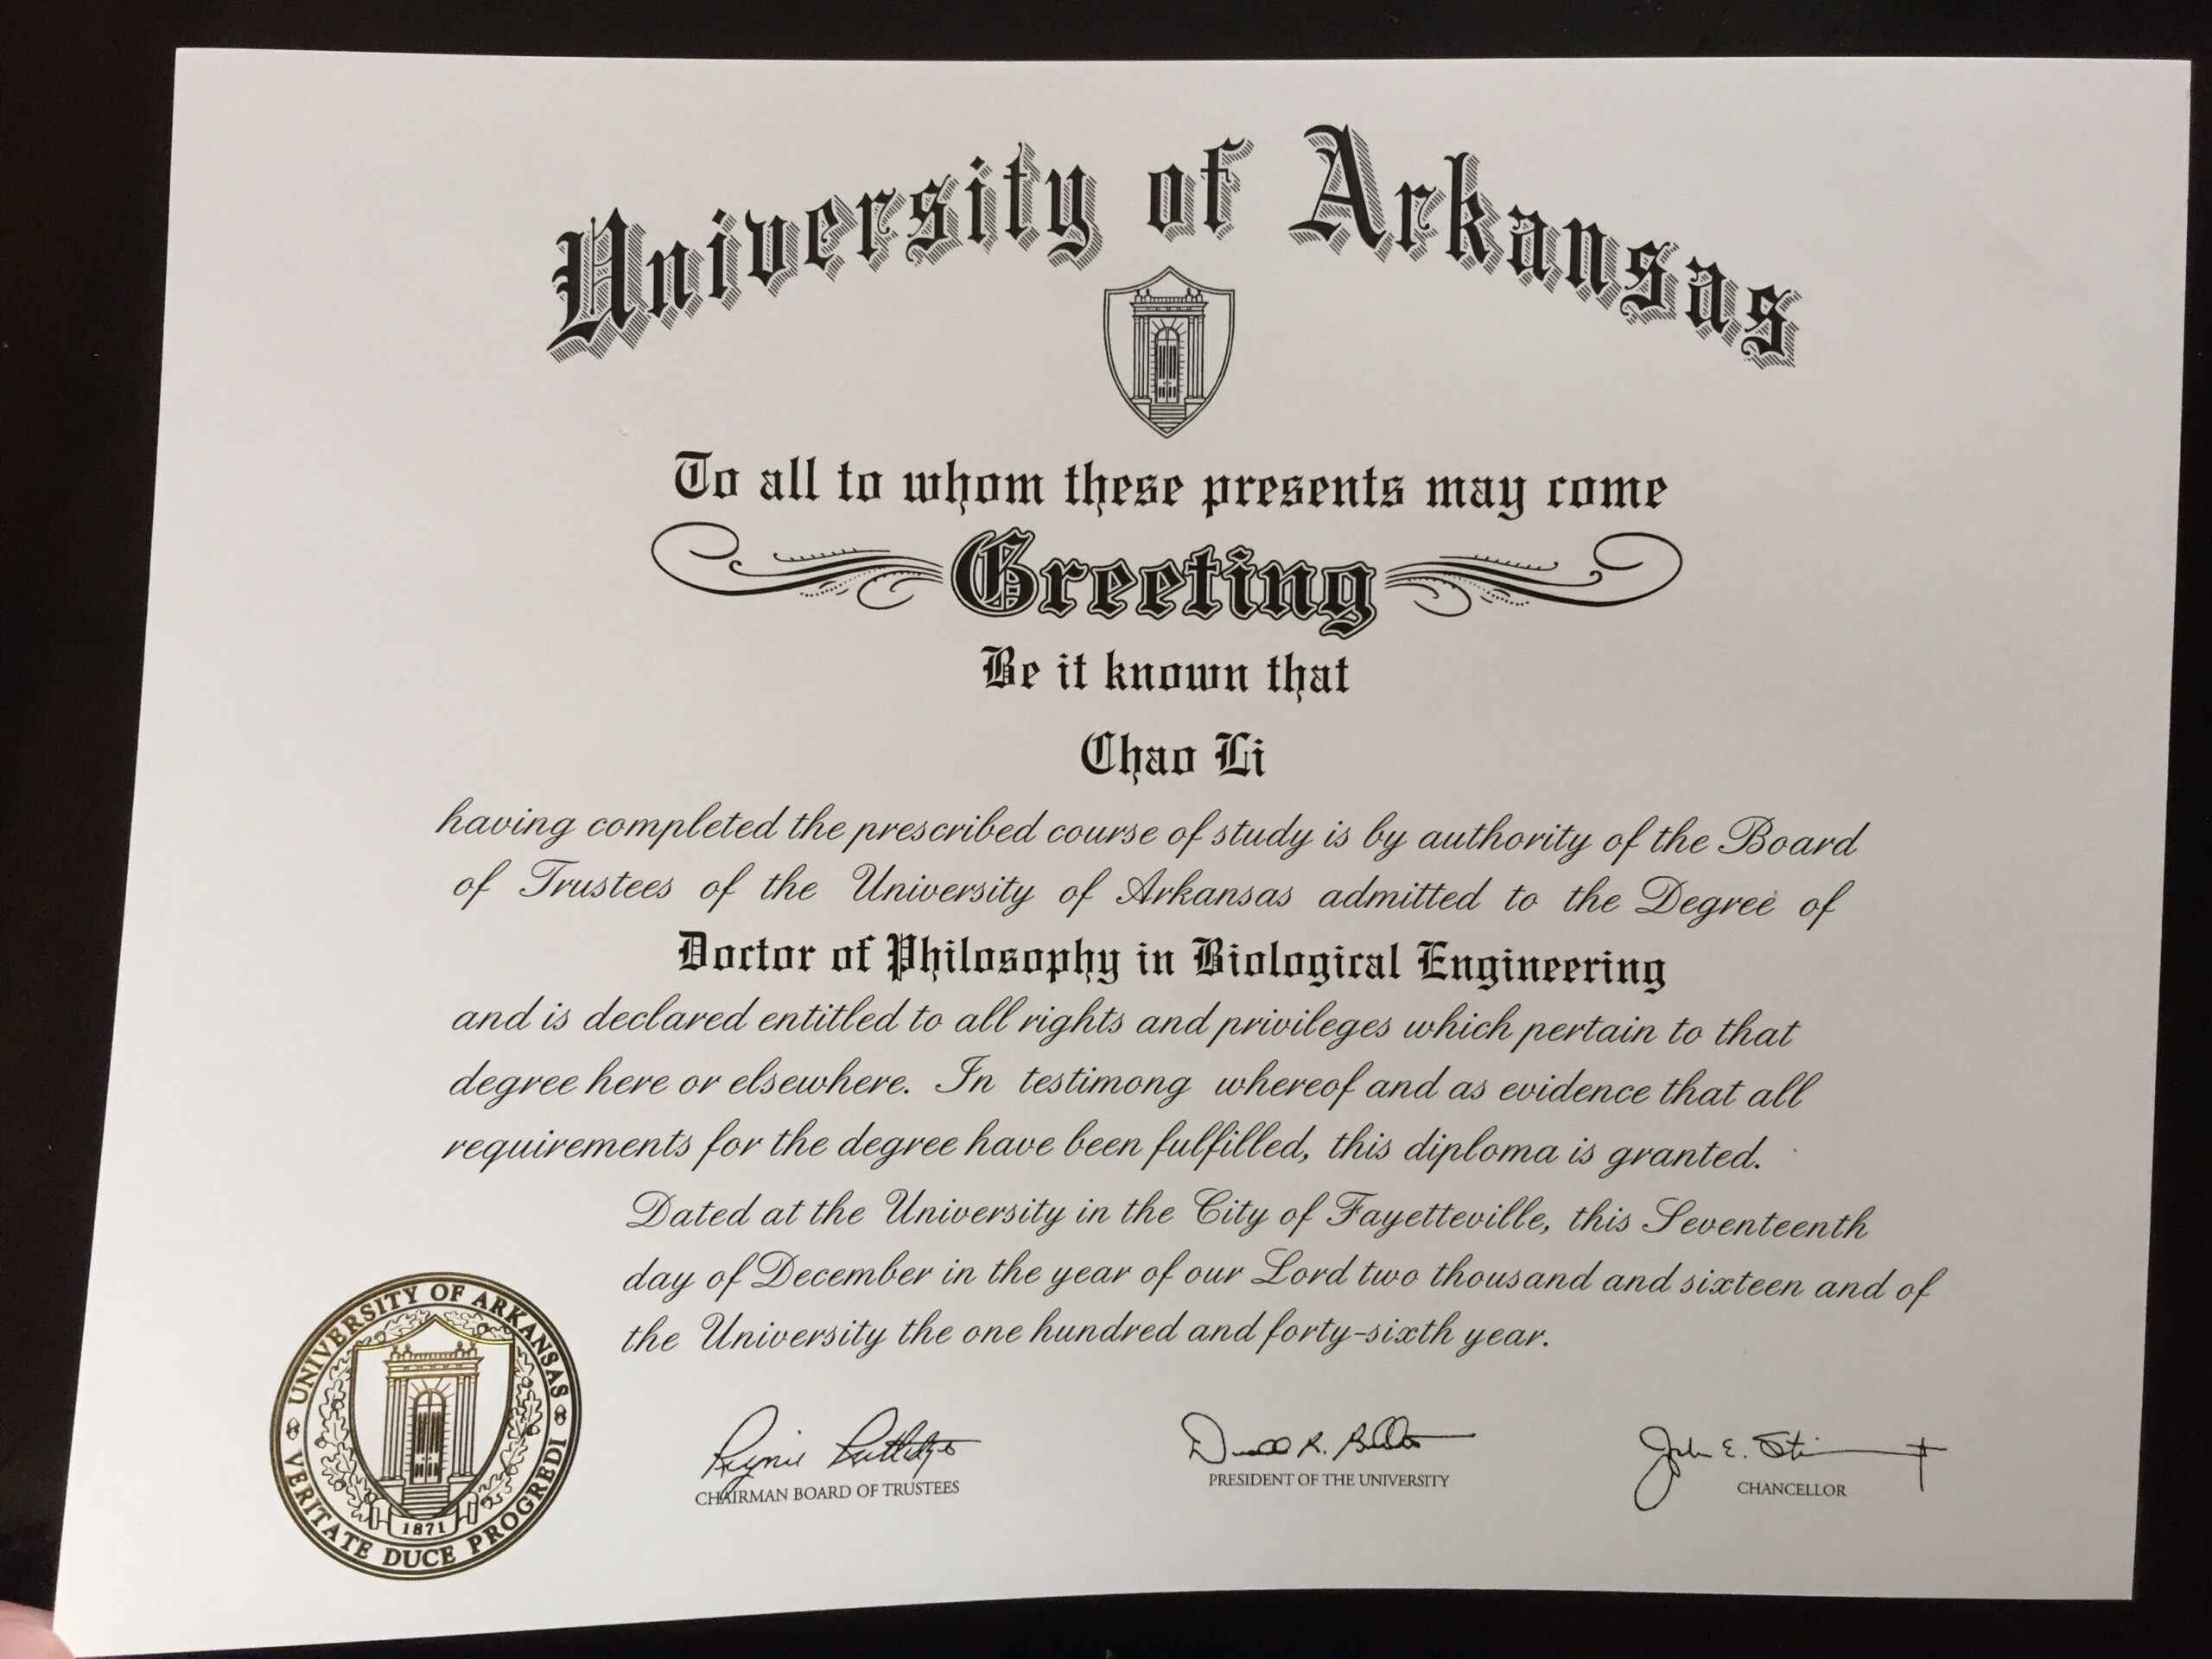 University of Arkansas
To all to whom these presents may come
Greeting
Be it known that
Chao Li
having completed the prescribed course of study is by authority of the Board
of Trustees of the University of Arkansas admitted to the Degree of
Doctor of Philosophy in Biological Engineering
and is declared entitled to all rights and privileges which pertain to that
degree here or elsewhere. In testimong whereof and as evidence that all
requirements for the degree have been fulfilled, this diploma is granted.
Dated at the University in the City of Fayetteville, this Seventeenth
day of December in the year of our Lord two thousand and sixteen and of
the University the one hundred and forty-sixth year.
UNIVERSITY OF ARKANSAS
VERITATE DUCE PROGREDI
1871
CHAIRMAN BOARD OF TRUSTEES
PRESIDENT OF THE UNIVERSITY
CHANCELLOR